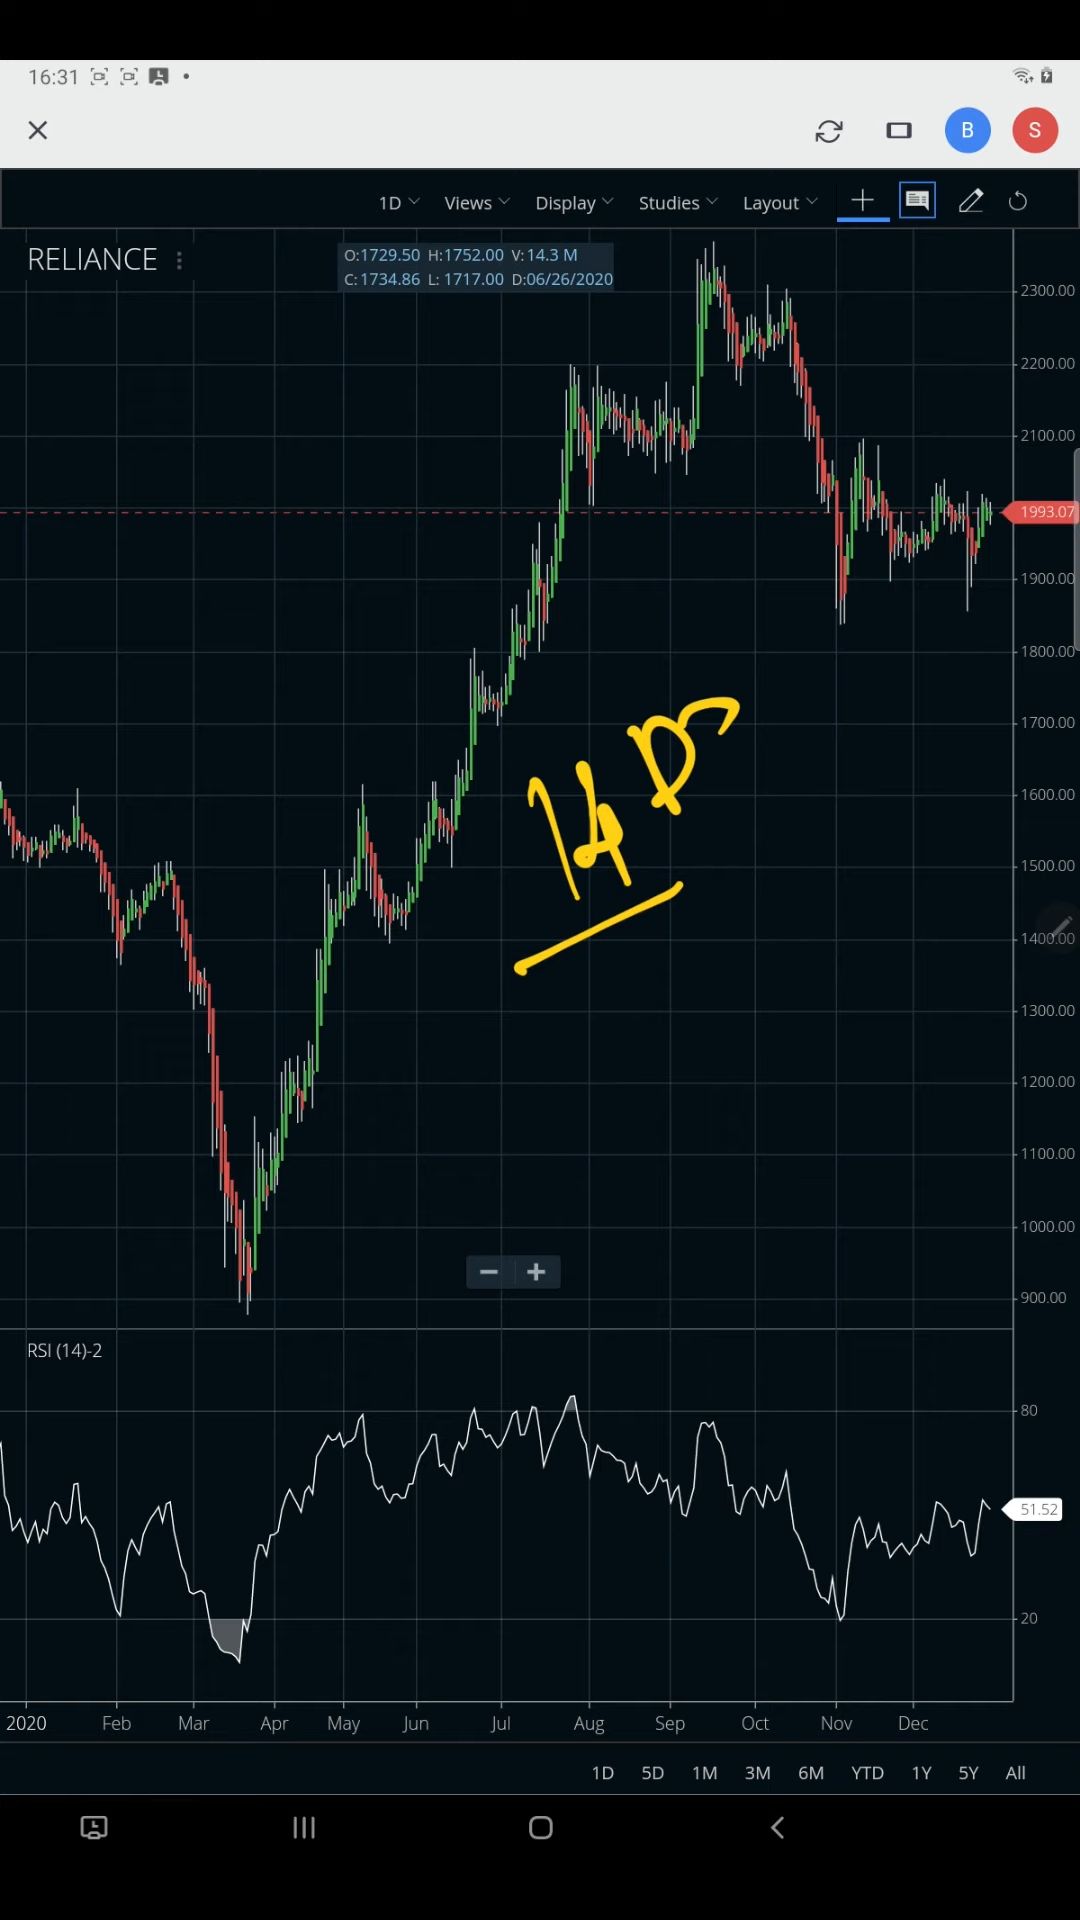 16:31
B S
1D Views Display Studies Layout
RELIANCE
O:1729.50 H:1752.00 V:14.3 M
C:1734.86 L: 1717.00 D:06/26/2020
2300.00
2200.00
2100.00
1993.07
1900.00
1800.00
1700.00
1600.00
1500.00
1400.00
1300.00
1200.00
1100.00
1000.00
900.00
14
RSI (14)-2
80
51.52
20
2020 Feb Mar Apr May Jun Jul Aug Sep Oct Nov Dec
1D 5D 1M 3M 6M YTD 1Y 5Y All